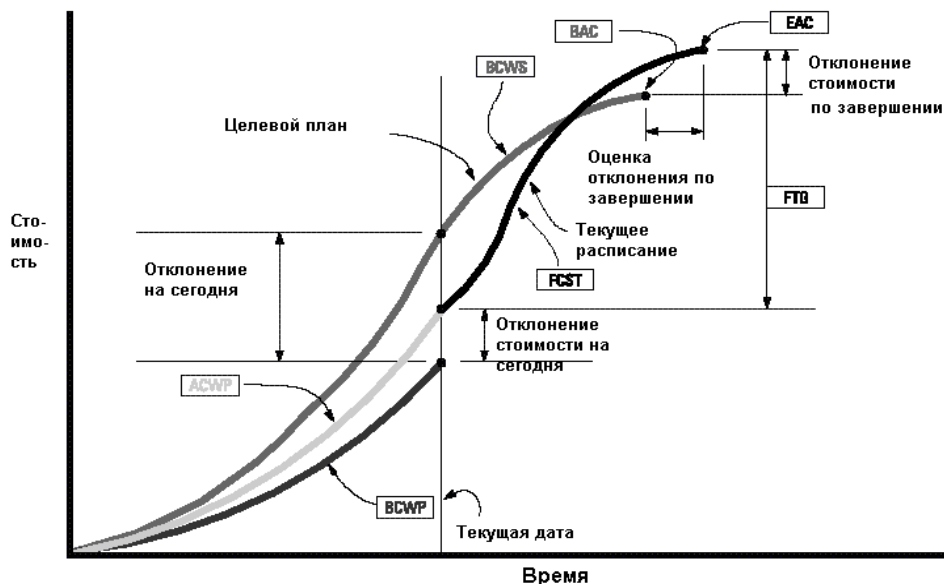 EAC
BAC
Отклонение
стоимости
по завершении
BCWS
Целевой план
Оценка
отклонения по
завершении
FTG
Сто-
имо-
сть
Текущее
расписание
Отклонение
на сегодня
FCST
Отклонение
стоимости на
сегодня
ACWP
BCWP
Текущая дата
Время